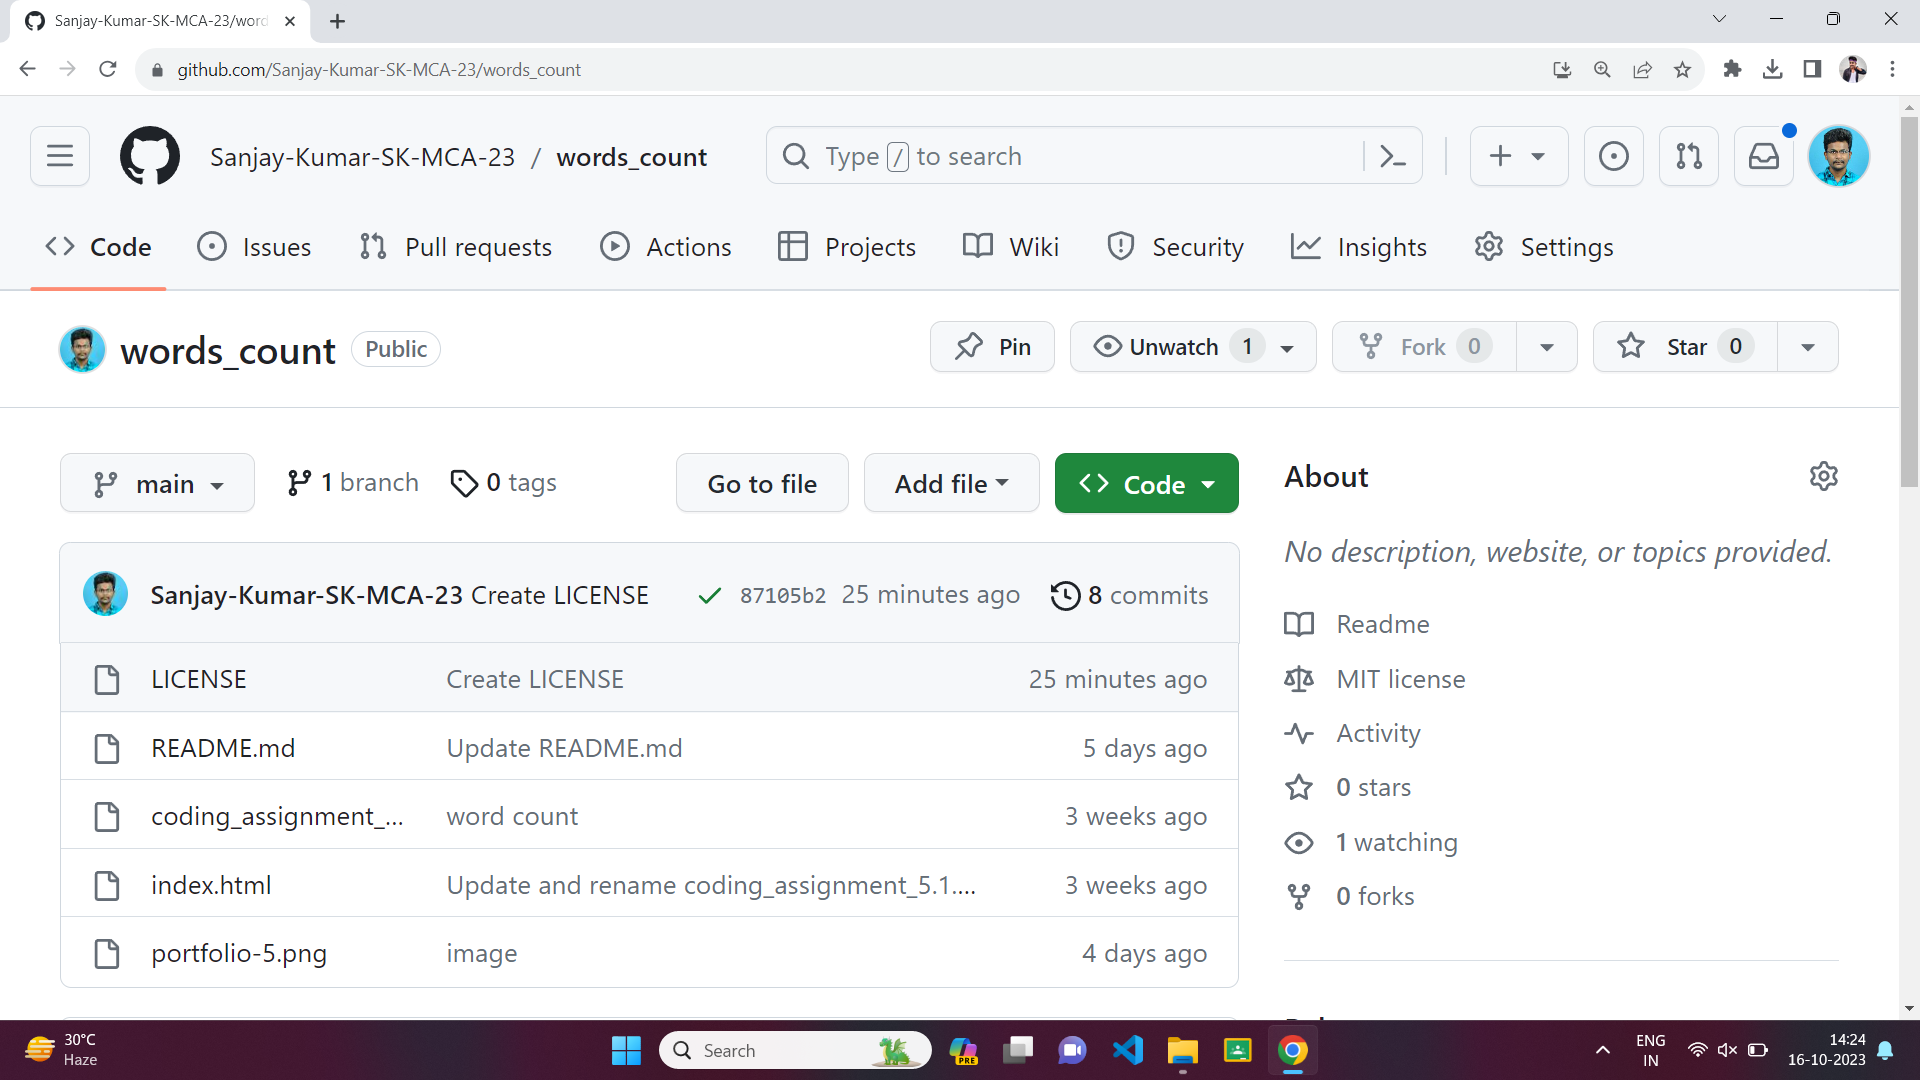 Sanjay-Kumar-SK-MCA-23/word
github.com/Sanjay-Kumar-SK-MCA-23/words_count
Sanjay-Kumar-SK-MCA-23 / words_count
Type / to search
Code Issues Pull requests Actions Projects Wiki Security Insights Settings
words_count Public
Pin Unwatch 1 Fork 0 Star 0
main 1 branch 0 tags Go to file Add file Code
Sanjay-Kumar-SK-MCA-23 Create LICENSE 87105b2 25 minutes ago 8 commits
LICENSE Create LICENSE 25 minutes ago
README.md Update README.md 5 days ago
coding_assignment_... word count 3 weeks ago
index.html Update and rename coding_assignment_5.1.... 3 weeks ago
portfolio-5.png image 4 days ago
About
No description, website, or topics provided.
Readme
MIT license
Activity
0 stars
1 watching
0 forks
30°C
Haze
Search
PRE
ENG
IN
14:24
16-10-2023